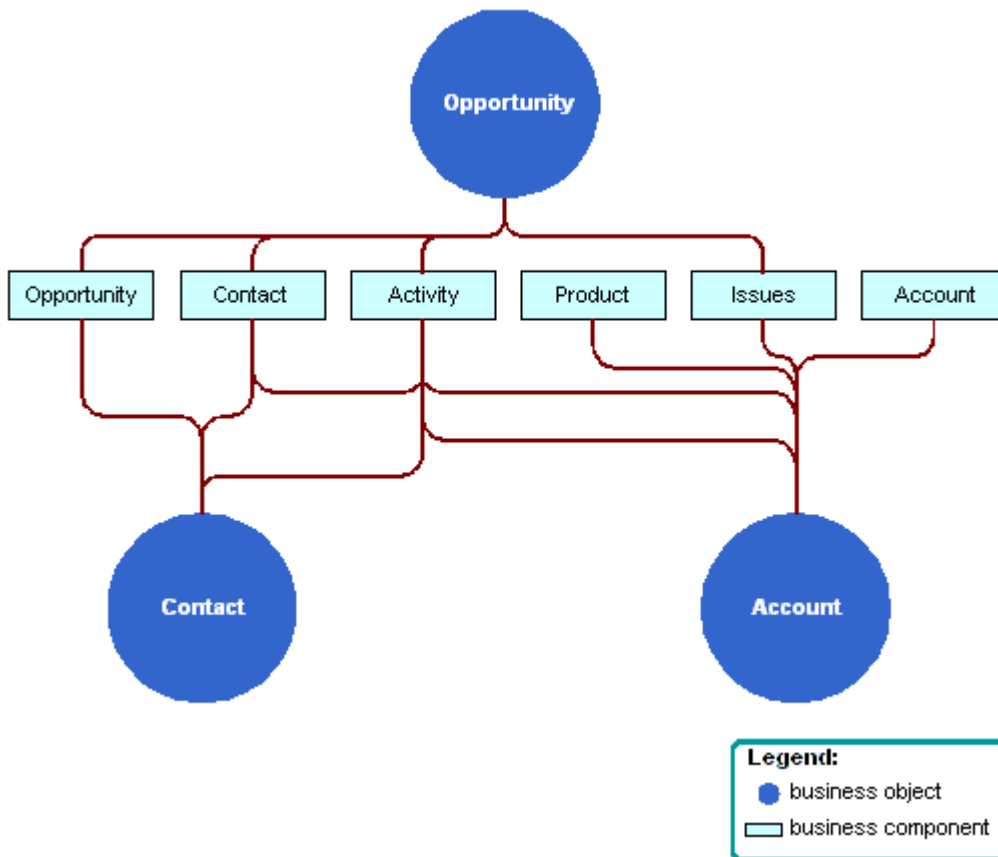 Opportunity
Opportunity
Contact
Activity
Product
Issues
Account
Contact
Account
Legend:
business object
business component